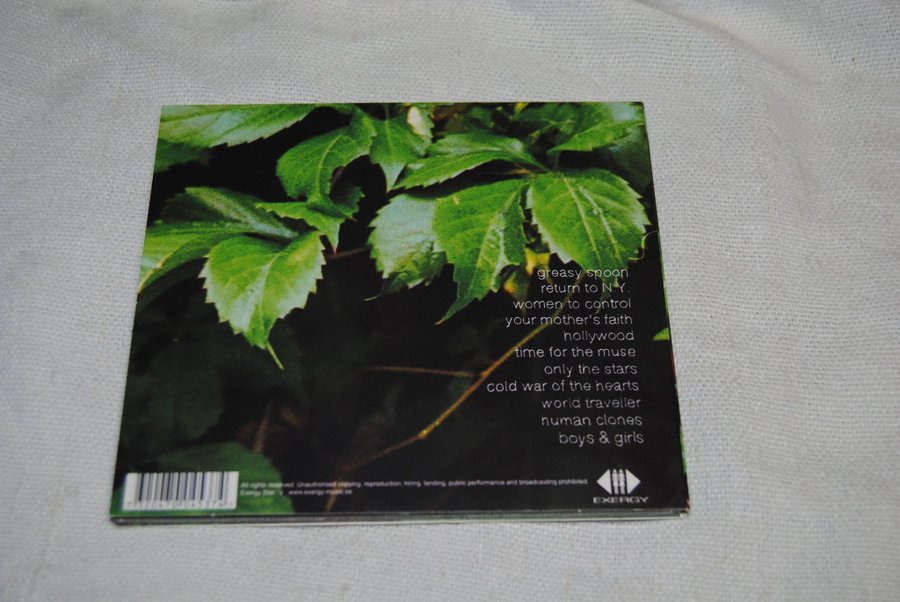 greasy spoon
return to N.Y.
women to control
your mother's faith
hollywood
time for the muse
only the stars
cold war of the hearts
world traveller
human clones
boys & girls
All rights reserved. Unauthorised copying, reproduction, hiring, lending, public performance and broadcasting prohibited.
Exergy Star www.exergy-music.se
EXERGY